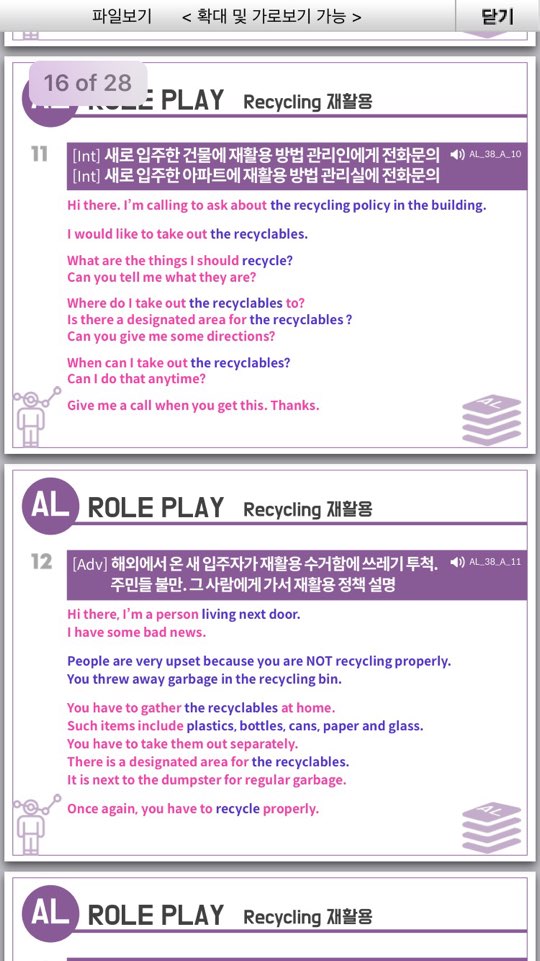 파일보기 < 확대 및 가로보기 가능 > 닫기
16 of 28
AL ROLE PLAY Recycling 재활용
11 [Int] 새로 입주한 건물에 재활용 방법 관리인에게 전화문의 AL_38_A_10
[Int] 새로 입주한 아파트에 재활용 방법 관리실에 전화문의
Hi there. I'm calling to ask about the recycling policy in the building.
I would like to take out the recyclables.
What are the things I should recycle?
Can you tell me what they are?
Where do I take out the recyclables to?
Is there a designated area for the recyclables ?
Can you give me some directions?
When can I take out the recyclables?
Can I do that anytime?
Give me a call when you get this. Thanks.
AL
AL ROLE PLAY Recycling 재활용
12 [Adv] 해외에서 온 새 입주자가 재활용 수거함에 쓰레기 투척. AL_38_A_11
주민들 불만. 그 사람에게 가서 재활용 정책 설명
Hi there, I'm a person living next door.
I have some bad news.
People are very upset because you are NOT recycling properly.
You threw away garbage in the recycling bin.
You have to gather the recyclables at home.
Such items include plastics, bottles, cans, paper and glass.
You have to take them out separately.
There is a designated area for the recyclables.
It is next to the dumpster for regular garbage.
Once again, you have to recycle properly.
AL
AL ROLE PLAY Recycling 재활용